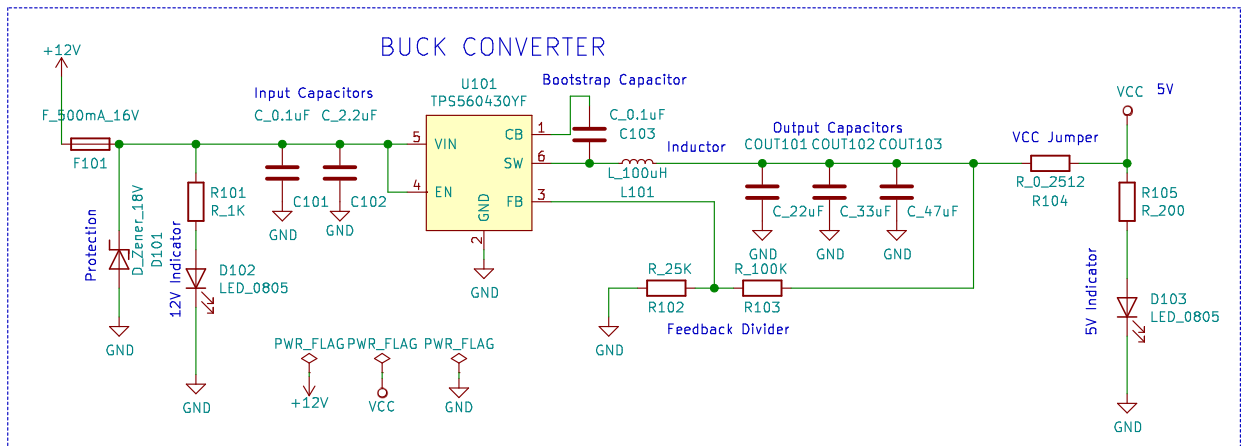 BUCK CONVERTER
+12V
F_500mA_16V
F101
Input Capacitors
C_0.1uF
C_2.2uF
C101
C102
GND
GND
U101
TPS560430YF
5
VIN
4
EN
GND
2
CB
1
SW
6
FB
3
GND
Bootstrap Capacitor
C_0.1uF
C103
Inductor
L_100uH
L101
Output Capacitors
COUT101
COUT102
COUT103
C_22uF
C_33uF
C_47uF
GND
GND
GND
VCC Jumper
R_0_2512
R104
VCC
5V
R105
R_200
5V Indicator
D103
LED_0805
GND
Protection
D_Zener_18V
D101
GND
12V Indicator
R101
R_1K
D102
LED_0805
GND
R_25K
R102
R_100K
R103
Feedback Divider
GND
PWR_FLAG
PWR_FLAG
PWR_FLAG
+12V
VCC
GND